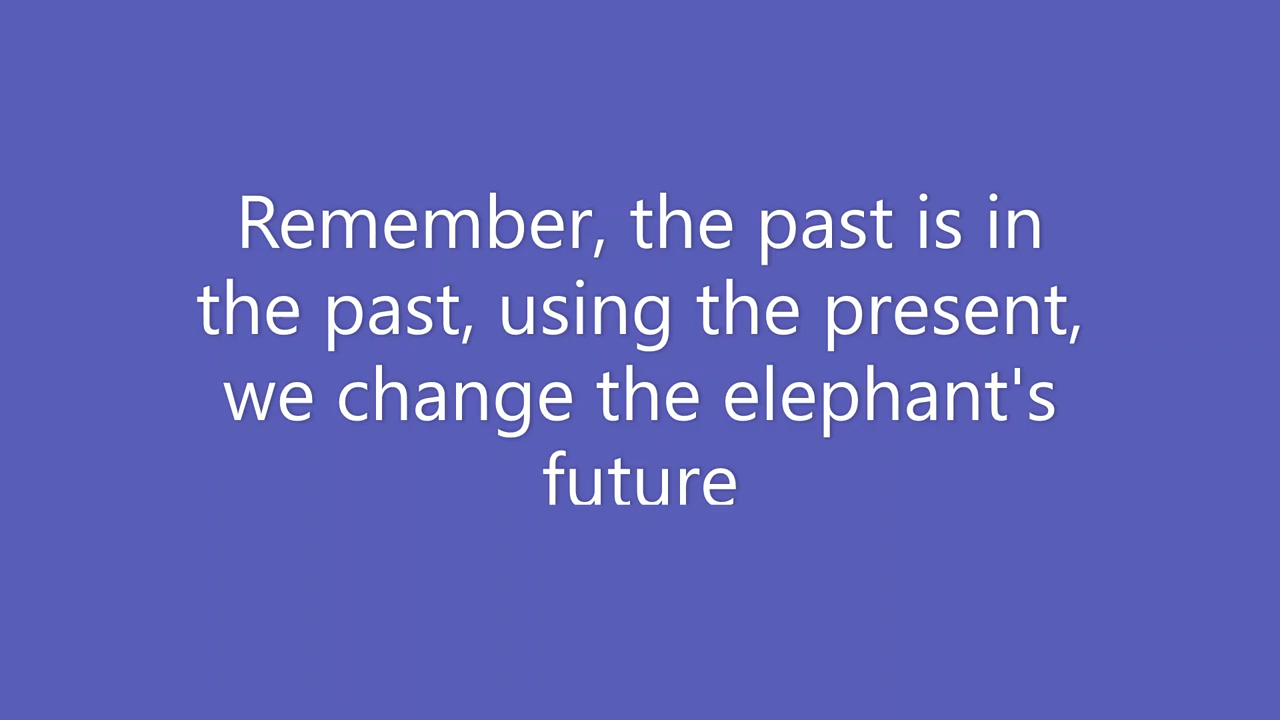 Remember, the past is in
the past, using the present,
we change the elephant's
future